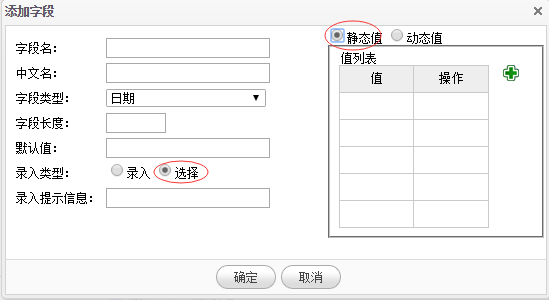 添加字段
字段名：
中文名：
字段类型： 日期
字段长度：
默认值：
录入类型： 录入 选择
录入提示信息：
静态值 动态值
值列表
值 操作
确定 取消